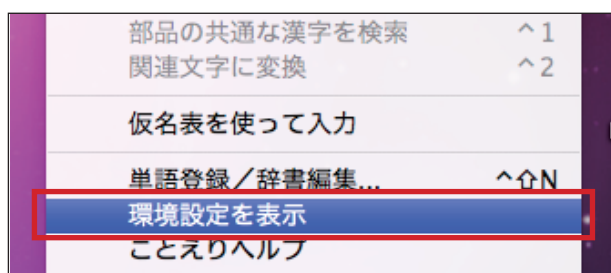 部品の共通な漢字を検索 ^1
関連文字に変換 ^2
仮名表を使って入力
単語登録／辞書編集... ^⇧N
環境設定を表示
ことえりヘルプ